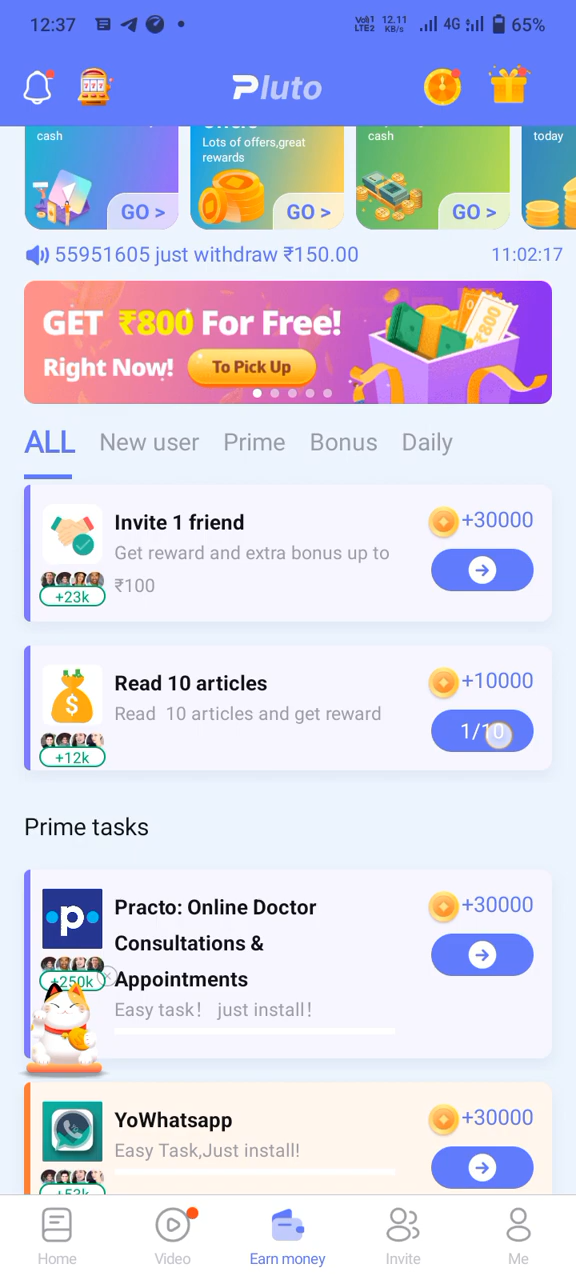 12:37
Vo1) 12.11
LTE2 KB/s 4G 65%
Pluto
cash
Offers
Lots of offers,great
rewards
cash
today
GO >
GO >
GO >
55951605 just withdraw ₹150.00
11:02:17
GET ₹800 For Free!
Right Now! To Pick Up
₹800
ALL New user Prime Bonus Daily
Invite 1 friend
+30000
Get reward and extra bonus up to
₹100
+23k
Read 10 articles
+10000
Read 10 articles and get reward
1/10
$
+12k
Prime tasks
Practo: Online Doctor
Consultations &
Appointments
+30000
•p•
+250k
Easy task! just install!
YoWhatsapp
+30000
Easy Task,Just install!
+53k
Home Video Earn money Invite Me